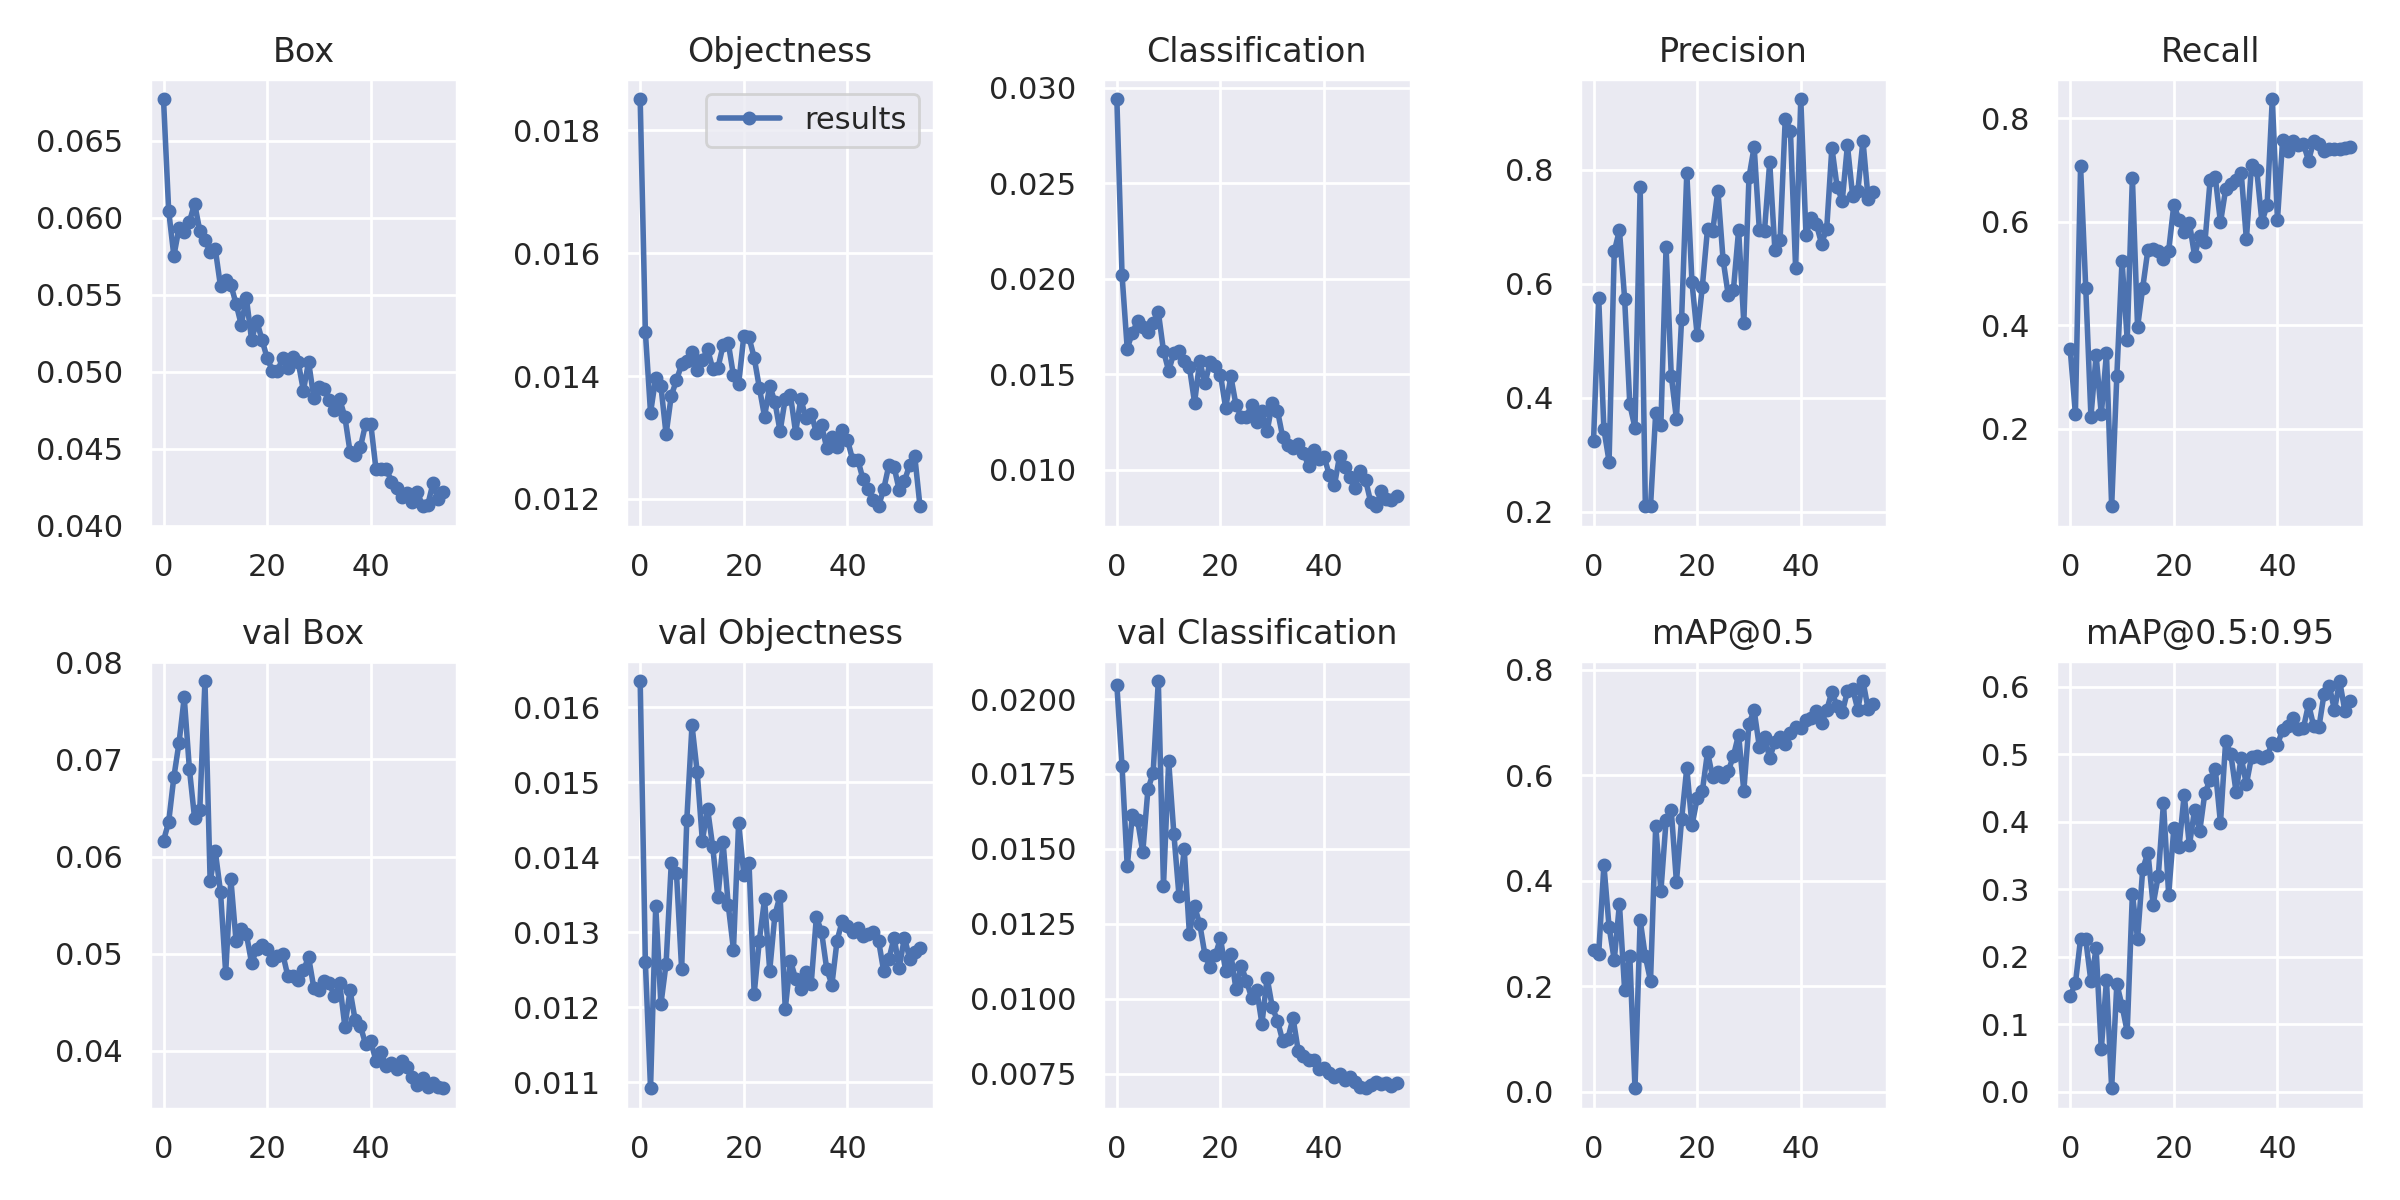 Box
0.065
0.060
0.055
0.050
0.045
0.040
0 20 40
Objectness
results
0.018
0.016
0.014
0.012
0 20 40
Classification
0.030
0.025
0.020
0.015
0.010
0 20 40
Precision
0.8
0.6
0.4
0.2
0 20 40
Recall
0.8
0.6
0.4
0.2
0 20 40
val Box
0.08
0.07
0.06
0.05
0.04
0 20 40
val Objectness
0.016
0.015
0.014
0.013
0.012
0.011
0 20 40
val Classification
0.0200
0.0175
0.0150
0.0125
0.0100
0.0075
0 20 40
mAP@0.5
0.8
0.6
0.4
0.2
0.0
0 20 40
mAP@0.5:0.95
0.6
0.5
0.4
0.3
0.2
0.1
0.0
0 20 40